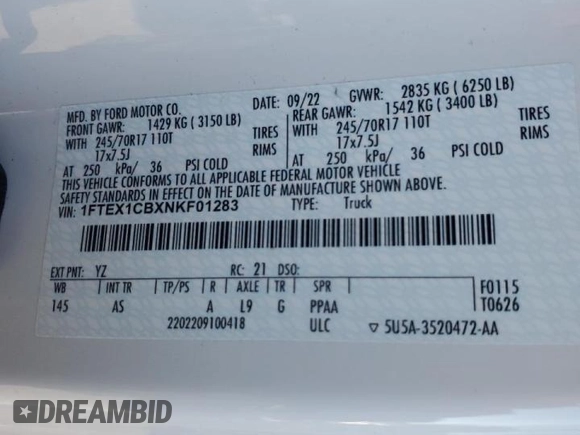 MFD. BY FORD MOTOR CO.
DATE: 09/22 GVWR: 2835 KG ( 6250 LB)
FRONT GAWR: 1429 KG ( 3150 LB) REAR GAWR: 1542 KG ( 3400 LB)
WITH 245/70R17 110T TIRES WITH 245/70R17 110T TIRES
17x7.5J RIMS 17x7.5J RIMS
AT 250 kPa/ 36 PSI COLD AT 250 kPa/ 36 PSI COLD
THIS VEHICLE CONFORMS TO ALL APPLICABLE FEDERAL MOTOR VEHICLE
SAFETY AND THEFT PREVENTION STANDARDS IN EFFECT ON THE DATE OF MANUFACTURE SHOWN ABOVE.
VIN: 1FTEX1CBXNKF01283 TYPE: Truck
EXT PNT: YZ RC: 21 DSO: F0115
WB INT TR TP/PS R AXLE TR SPR T0626
145 AS A L9 G PPAA
2202209100418 ULC ▽ 5U5A-3520472-AA
DREAMBID